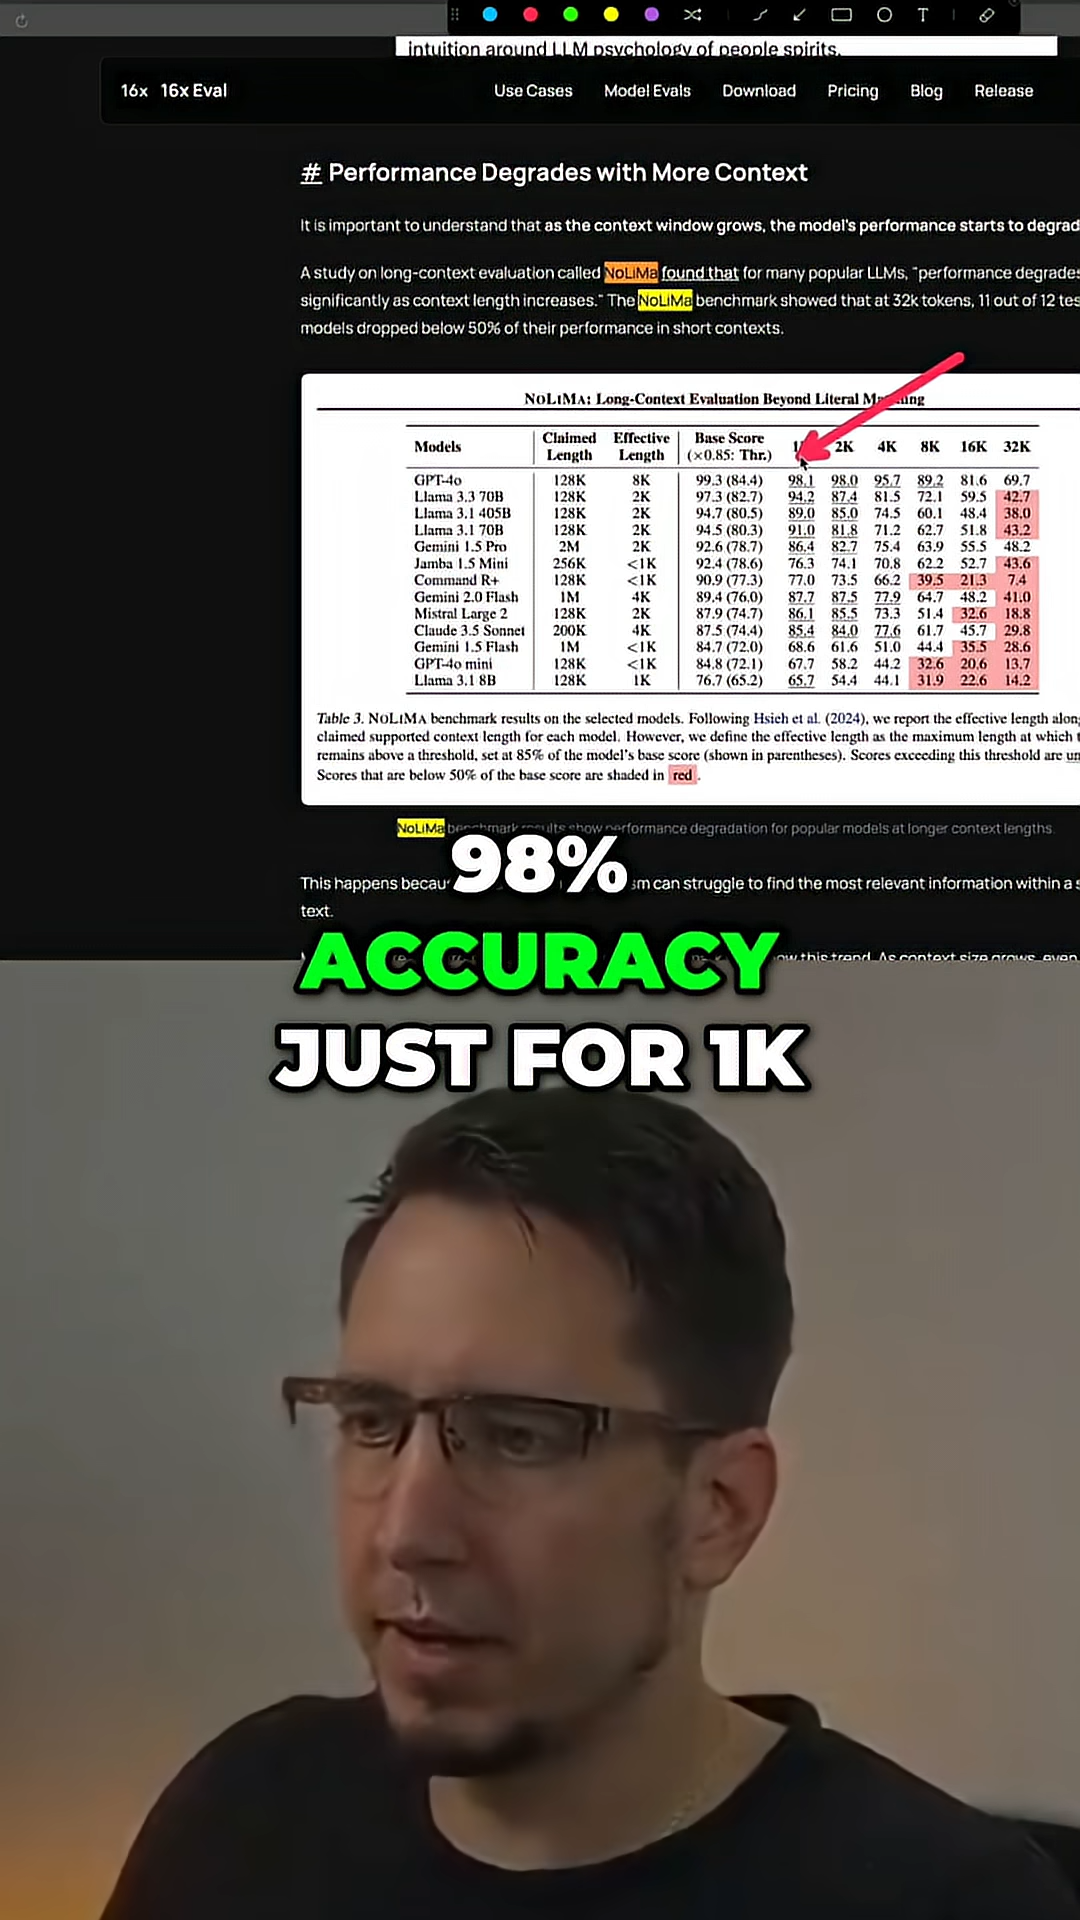 intuition around LLM psychology of people spirits.
16x 16x Eval Use Cases Model Evals Download Pricing Blog Release
# Performance Degrades with More Context
It is important to understand that as the context window grows, the model's performance starts to degrad
A study on long-context evaluation called NoLiMa found that for many popular LLMs, "performance degrades
significantly as context length increases." The NoLiMa benchmark showed that at 32k tokens, 11 out of 12 tes
models dropped below 50% of their performance in short contexts.
NOLIMA: Long-Context Evaluation Beyond Literal
Models Claimed Length Effective Length Base Score (×0.85: Thr.) 2K 4K 8K 16K 32K
GPT-4o 128K 8K 99.3 (84.4) 98.1 98.0 95.7 89.2 81.6 69.7
Llama 3.3 70B 128K 2K 97.3 (82.7) 94.2 87.4 81.5 72.1 59.5 42.7
Llama 3.1 405B 128K 2K 94.7 (80.5) 89.0 85.0 74.5 60.1 48.4 38.0
Llama 3.1 70B 128K 2K 94.5 (80.3) 91.0 81.8 71.2 62.7 51.8 43.2
Gemini 1.5 Pro 2M 2K 92.6 (78.7) 86.4 82.7 75.4 63.9 55.5 48.2
Jamba 1.5 Mini 256K <1K 92.4 (78.6) 76.3 74.1 70.8 62.2 52.7 43.6
Command R+ 128K <1K 90.9 (77.3) 77.0 73.5 66.2 39.5 21.3 7.4
Gemini 2.0 Flash 1M 4K 89.4 (76.0) 87.7 87.5 77.9 64.7 48.2 41.0
Mistral Large 2 128K 2K 87.9 (74.7) 86.1 85.5 73.3 51.4 32.6 18.8
Claude 3.5 Sonnet 200K 4K 87.5 (74.4) 85.4 84.0 77.6 61.7 45.7 29.8
Gemini 1.5 Flash 1M <1K 84.7 (72.0) 68.6 61.6 51.0 44.4 35.5 28.6
GPT-4o mini 128K <1K 84.8 (72.1) 67.7 58.2 44.2 32.6 20.6 13.7
Llama 3.1 8B 128K 1K 76.7 (65.2) 65.7 54.4 44.1 31.9 22.6 14.2
Table 3. NOLIMA benchmark results on the selected models. Following Hsieh et al. (2024), we report the effective length alon
claimed supported context length for each model. However, we define the effective length as the maximum length at which t
remains above a threshold, set at 85% of the model's base score (shown in parentheses). Scores exceeding this threshold are un
Scores that are below 50% of the base score are shaded in red.
NoLiMa benchmark results show performance degradation for popular models at longer context lengths.
This happens becau sm can struggle to find the most relevant information within a s
text.
ow this trend. As context size grows, even
98%
ACCURACY
JUST FOR 1K